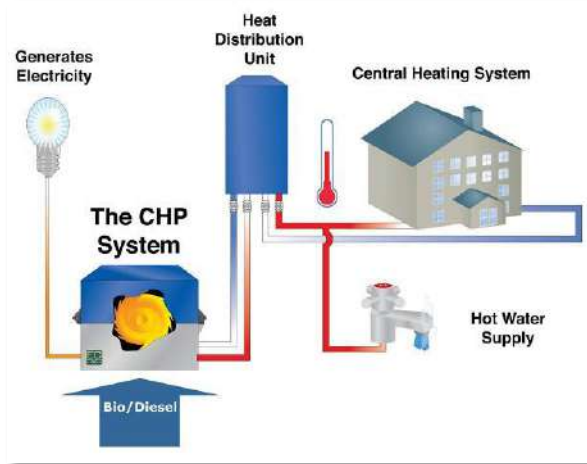 Heat
Distribution
Unit
Generates
Electricity
Central Heating System
The CHP
System
Hot Water
Supply
Bio/Diesel